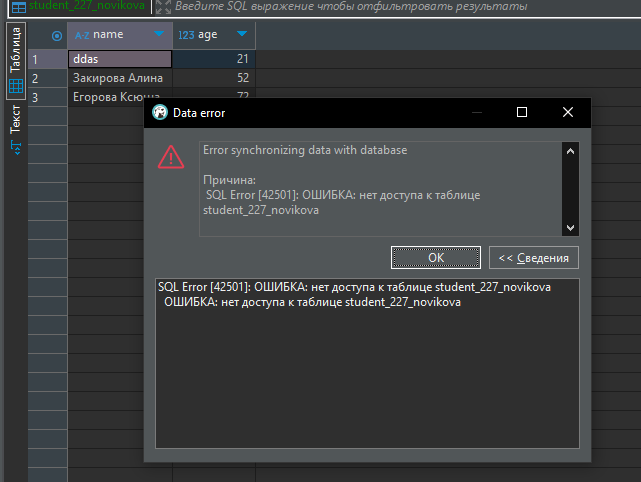 student_227_novikova Введите SQL выражение чтобы отфильтровать результаты
Таблица
Текст
A-Z name 123 age
1 ddas 21
2 Закирова Алина 52
3 Егорова Ксюша 72
Data error
Error synchronizing data with database
Причина:
SQL Error [42501]: ОШИБКА: нет доступа к таблице
student_227_novikova
OK << Сведения
SQL Error [42501]: ОШИБКА: нет доступа к таблице student_227_novikova
ОШИБКА: нет доступа к таблице student_227_novikova